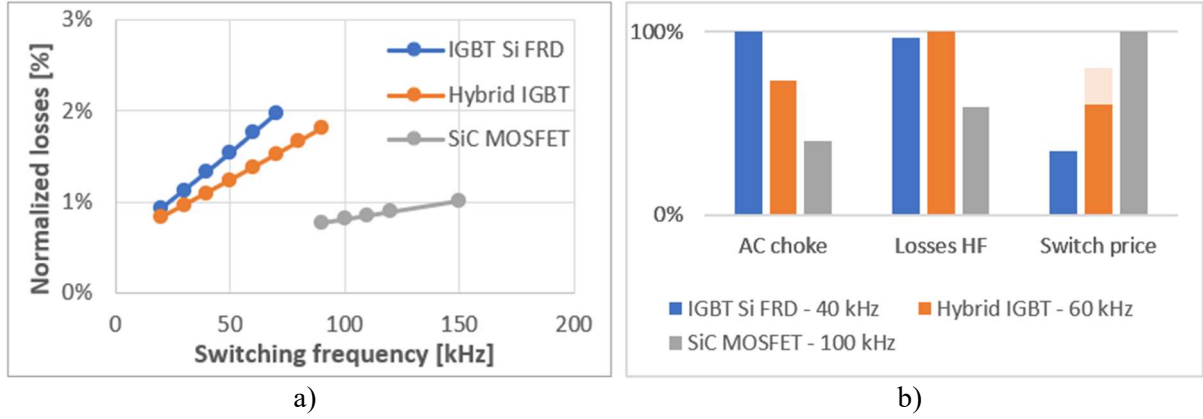 3%
2%
1%
0%
Normalized losses [%]
IGBT Si FRD
Hybrid IGBT
SiC MOSFET
0 50 100 150 200
Switching frequency [kHz]
a)
100%
0%
AC choke Losses HF Switch price
IGBT Si FRD - 40 kHz Hybrid IGBT - 60 kHz
SiC MOSFET - 100 kHz
b)